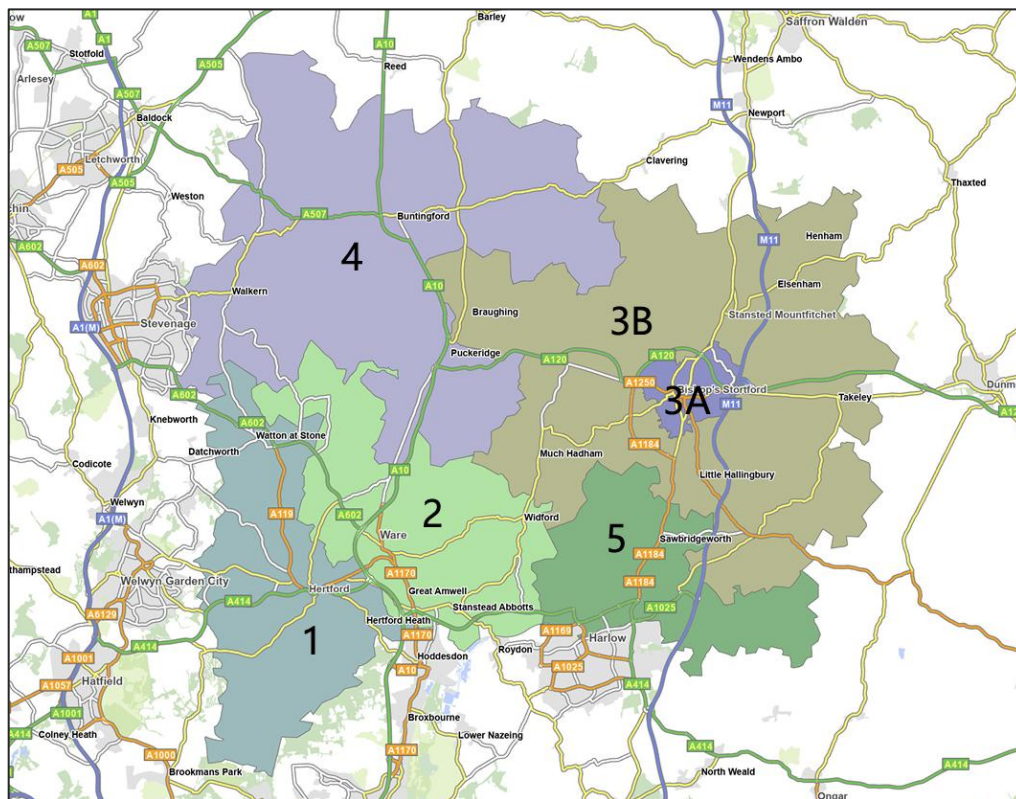 Barley
Saffron Walden
A1
A10
A505
A507
Stotfold
Reed
Wendens Ambo
Arlesey
A507
M11
Baldock
Newport
Letchworth
A505
A505
Clavering
Thaxted
Weston
chin
A507
Buntingford
Henham
A602
M11
A602
4
A10
Elsenham
Walkern
Braughing
3B
Stansted Mountfitchet
A1(M)
Stevenage
Puckeridge
A120
A120
A1250
Bishop's Stortford
Dunm
A602
3A
M11
Takeley
A12
Knebworth
A602
Watton at Stone
A1184
Datchworth
Much Hadham
Codicote
A10
Little Hallingbury
Welwyn
A119
A602
2
Widford
A1(M)
Ware
5
Sawbridgeworth
A1184
thampstead
Welwyn Garden City
A1170
A1184
Hertford
Great Amwell
A414
Stanstead Abbotts
A1025
A6129
Hertford Heath
A1169
A414
1
A1170
Harlow
Roydon
A1001
Hoddesdon
A1025
A10
A1057
Hatfield
A414
A1001
Broxbourne
A414
Colney Heath
Lower Nazeing
A414
A1000
A1170
Brookmans Park
North Weald
Ongar